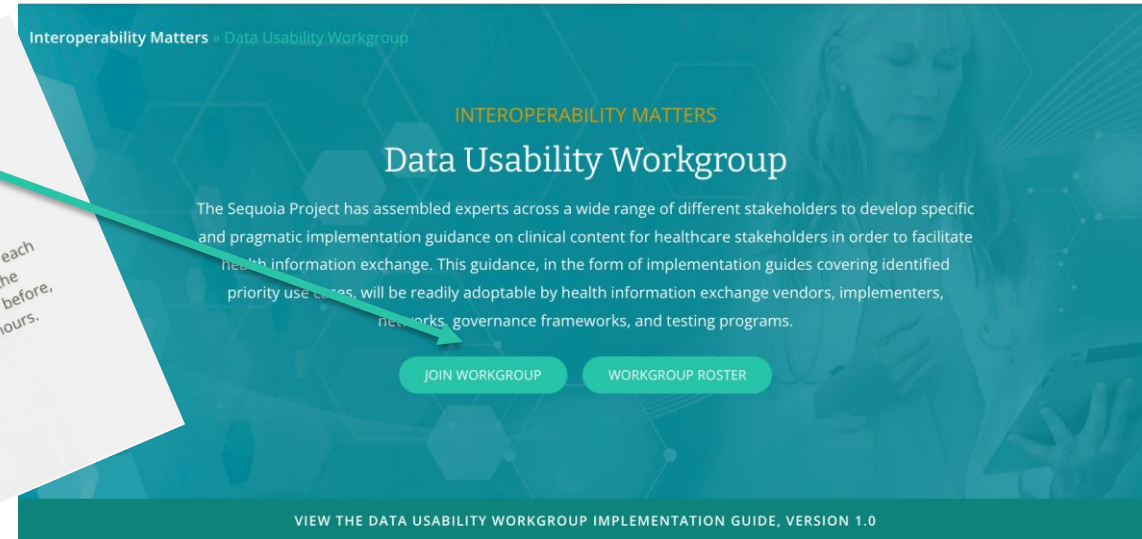 Interoperability Matters » Data Usability Workgroup
INTEROPERABILITY MATTERS
Data Usability Workgroup
The Sequoia Project has assembled experts across a wide range of different stakeholders to develop specific
and pragmatic implementation guidance on clinical content for healthcare stakeholders in order to facilitate
health information exchange. This guidance, in the form of implementation guides covering identified
priority use cases, will be readily adoptable by health information exchange vendors, implementers,
networks, governance frameworks, and testing programs.
JOIN WORKGROUP
WORKGROUP ROSTER
VIEW THE DATA USABILITY WORKGROUP IMPLEMENTATION GUIDE, VERSION 1.0
each
the
before,
hours.